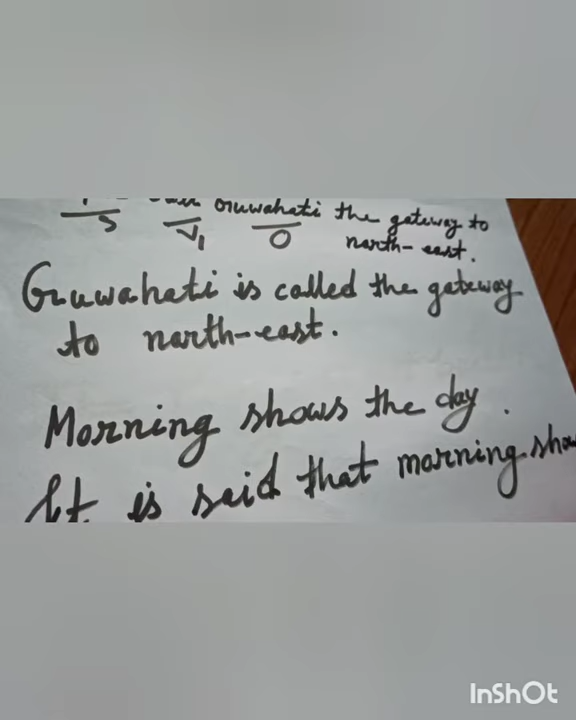 Guwahati the gateway to
north-east.
S V1 O
Guwahati is called the gateway
to north-east.
Morning shows the day.
It is said that morning
InShOt